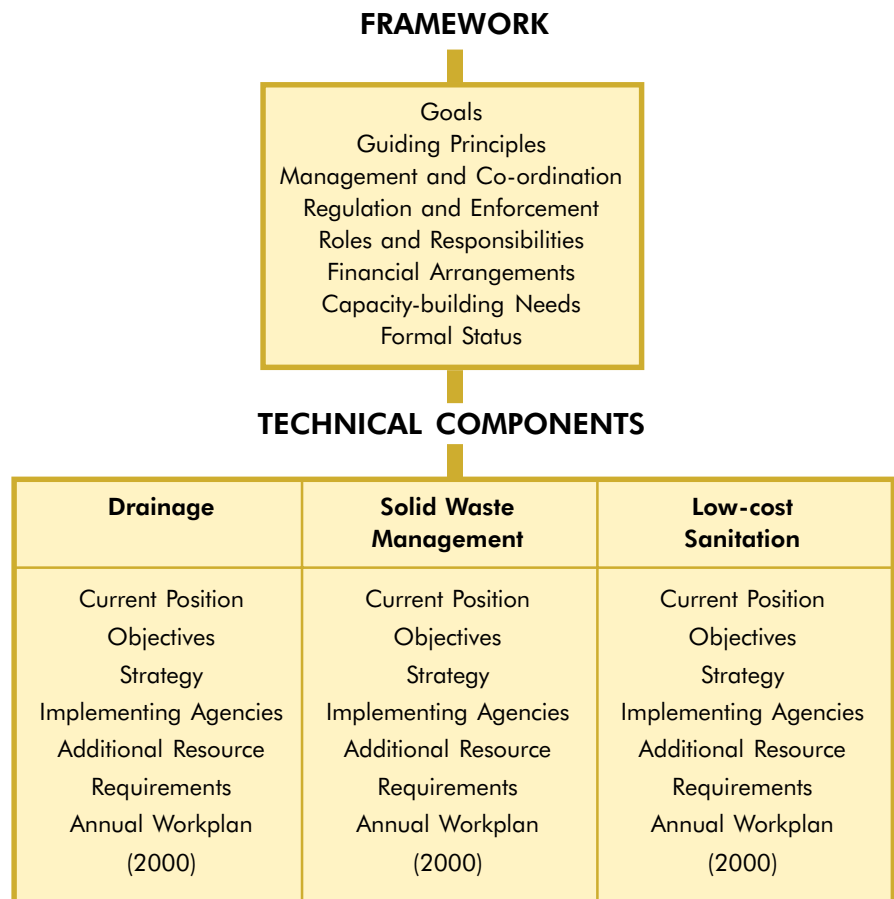 FRAMEWORK
Goals
Guiding Principles
Management and Co-ordination
Regulation and Enforcement
Roles and Responsibilities
Financial Arrangements
Capacity-building Needs
Formal Status
TECHNICAL COMPONENTS
Drainage
Current Position
Objectives
Strategy
Implementing Agencies
Additional Resource
Requirements
Annual Workplan
(2000)
Solid Waste
Management
Current Position
Objectives
Strategy
Implementing Agencies
Additional Resource
Requirements
Annual Workplan
(2000)
Low-cost
Sanitation
Current Position
Objectives
Strategy
Implementing Agencies
Additional Resource
Requirements
Annual Workplan
(2000)